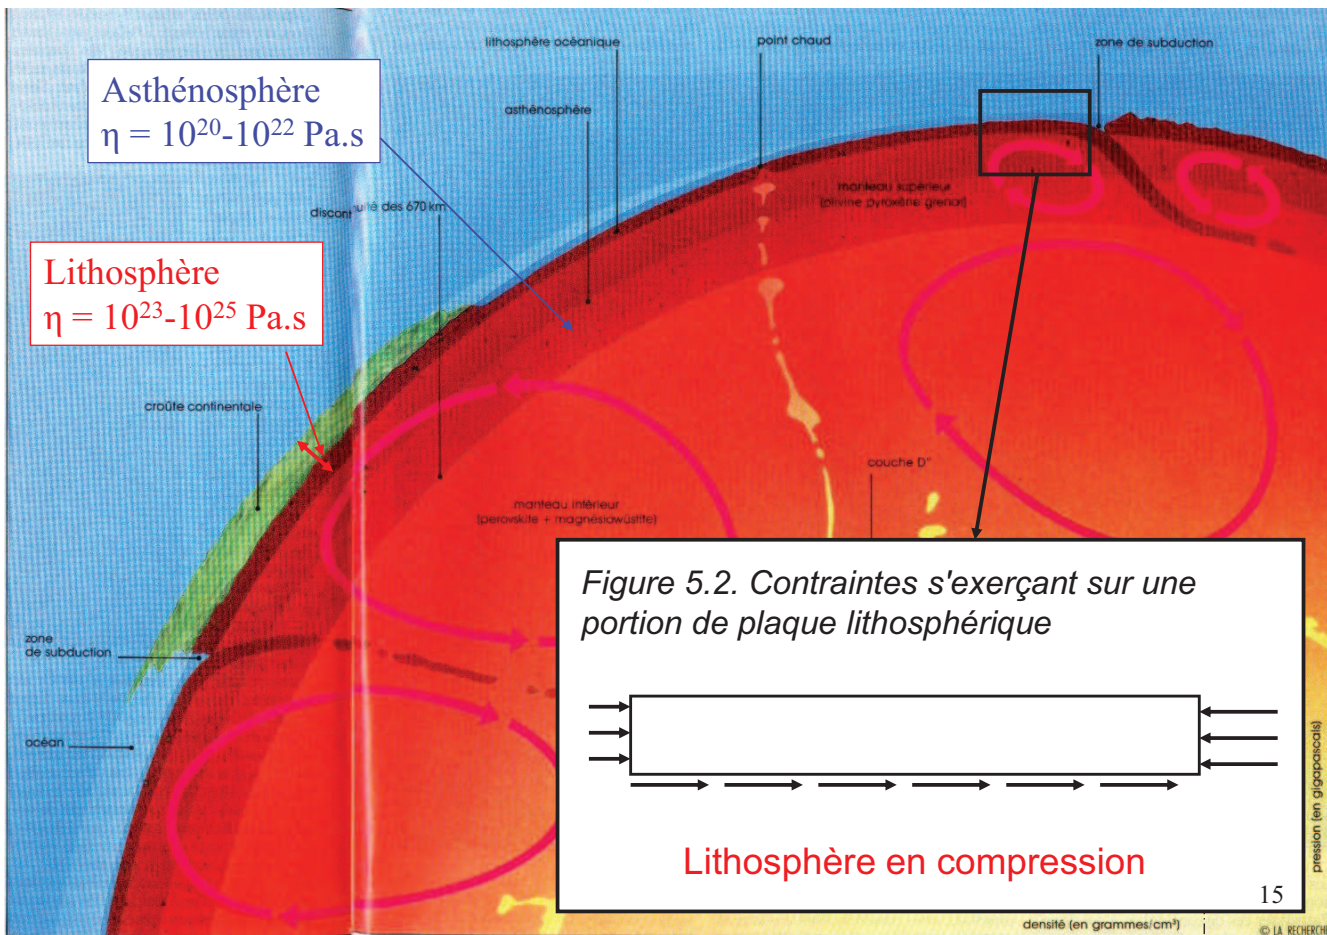 lithosphère océanique
point chaud
zone de subduction
Asthénosphère
η = 10²⁰-10²² Pa.s
asthénosphère
manteau supérieur
(olivine pyroxène grenat)
discontinuité des 670 km
Lithosphère
η = 10²³-10²⁵ Pa.s
croûte continentale
couche D"
manteau inférieur
(perovskite + magnésiowüstite)
Figure 5.2. Contraintes s'exerçant sur une
portion de plaque lithosphérique
zone
de subduction
océan
pression (en gigapascals)
Lithosphère en compression
15
densité (en grammes/cm³)
© LA RECHERCHE